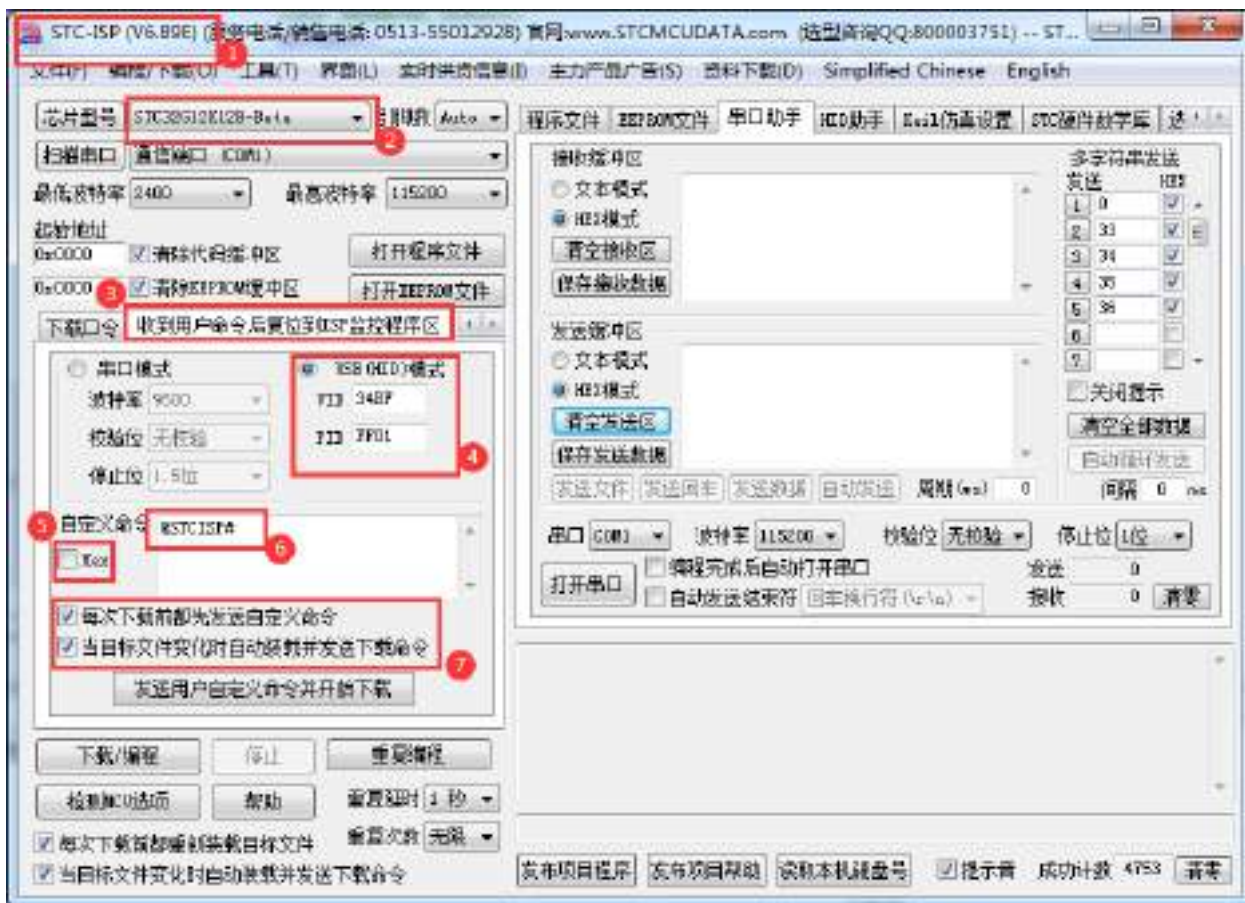 STC-ISP (V6.89E) (服务电话/销售电话: 0513-55012928) 官网:www.STCMCUDATA.com (选型咨询QQ:800003751) -- ST...
1
文件(F) 编程/下载(O) 工具(T) 界面(L) 实时供货信息(I) 主力产品广告(S) 资料下载(D) Simplified Chinese English
芯片型号 STC32G12K128-Beta Auto
2
扫描串口 通信端口 (COM1)
最低波特率 2400 最高波特率 115200
起始地址
0x0000 清除代码缓冲区 打开程序文件
0x0000 清除EEPROM缓冲区 打开EEPROM文件
3
下载口令 收到用户命令后复位到ISP监控程序区
串口模式 USB(HID)模式
波特率 9600 VID 34BF
校验位 无校验 PID FF01
停止位 1.5位
4
5
自定义命令 @STCISP#
6
Hex
每次下载前都先发送自定义命令
当目标文件变化时自动装载并发送下载命令
7
发送用户自定义命令并开始下载
下载/编程 停止 重复编程
检测MCU选项 帮助 重复延时 1 秒
每次下载前都重新装载目标文件 重复次数 无限
当目标文件变化时自动装载并发送下载命令
程序文件 EEPROM文件 串口助手 HID助手 Keil仿真设置 STC硬件数学库 选
接收缓冲区 多字符串发送
文本模式 发送 HEX
HEX模式 1 0
清空接收区 2 33
保存接收数据 3 34
4 35
5 36
发送缓冲区 6
文本模式 7
HEX模式 关闭提示
清空发送区 清空全部数据
保存发送数据 自动循环发送
发送文件 发送回车 发送数据 自动发送 周期(ms) 0 间隔 0 ms
串口 COM1 波特率 115200 校验位 无校验 停止位 1位
打开串口 编程完成后自动打开串口 发送 0
自动发送结束符 回车换行符(\r\n) 接收 0 清零
发布项目程序 发布项目帮助 读取本机硬盘号 提示音 成功计数 4753 清零